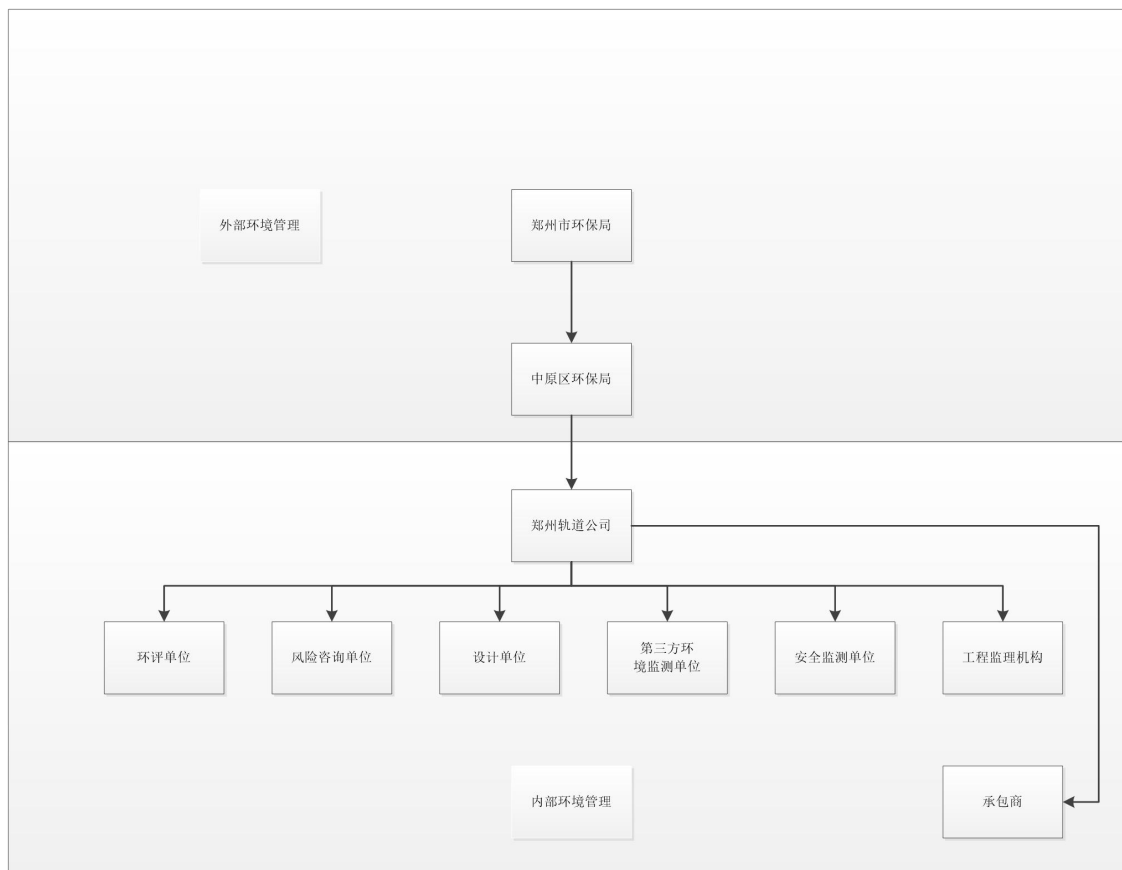 外部环境管理
郑州市环保局
中原区环保局
郑州轨道公司
环评单位
风险咨询单位
设计单位
第三方环
境监测单位
安全监测单位
工程监理机构
内部环境管理
承包商